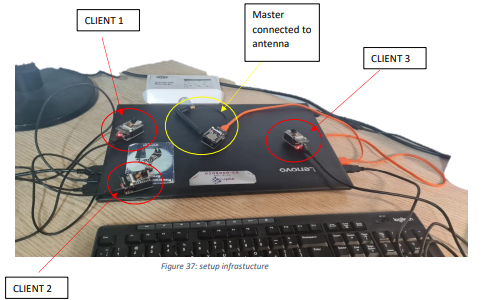 CLIENT 1
Master
connected to
antenna
CLIENT 3
Lenovo
CLIENT 2
Figure 37: setup infrastucture